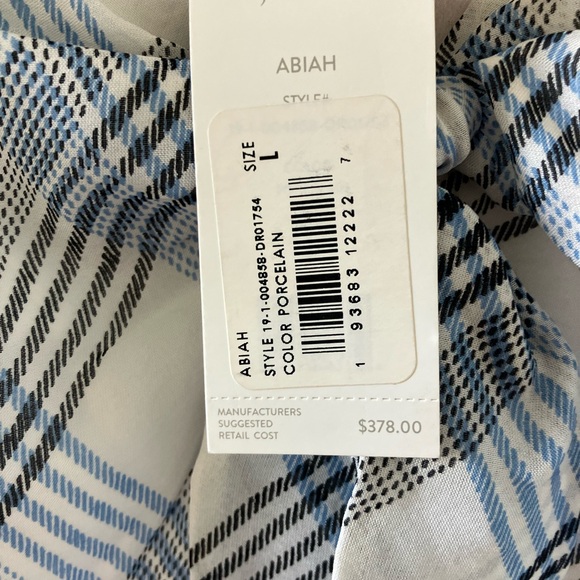 ABIAH
STYLE#
ABIAH
STYLE 19-1-004858-DR01754
COLOR PORCELAIN
SIZE
L
1 93683 12222 7
MANUFACTURERS
SUGGESTED
RETAIL COST
$378.00